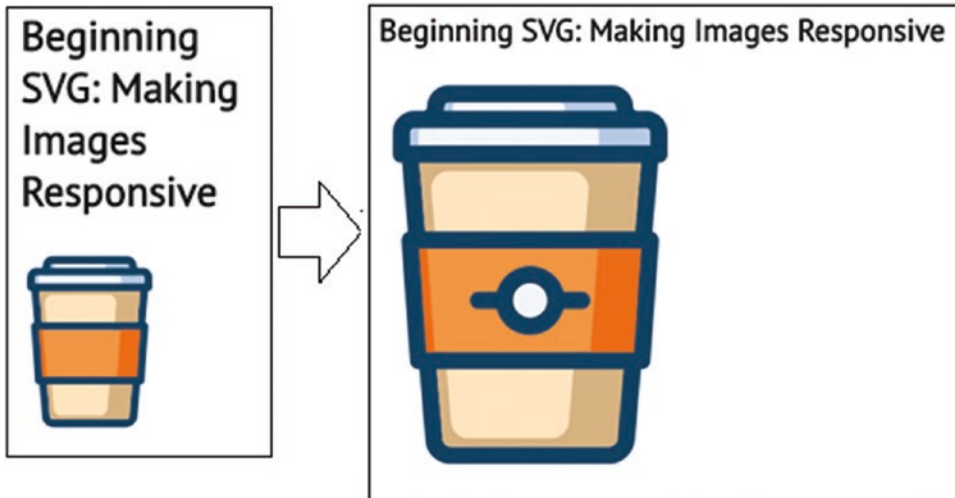 Beginning
SVG: Making
Images
Responsive
Beginning SVG: Making Images Responsive